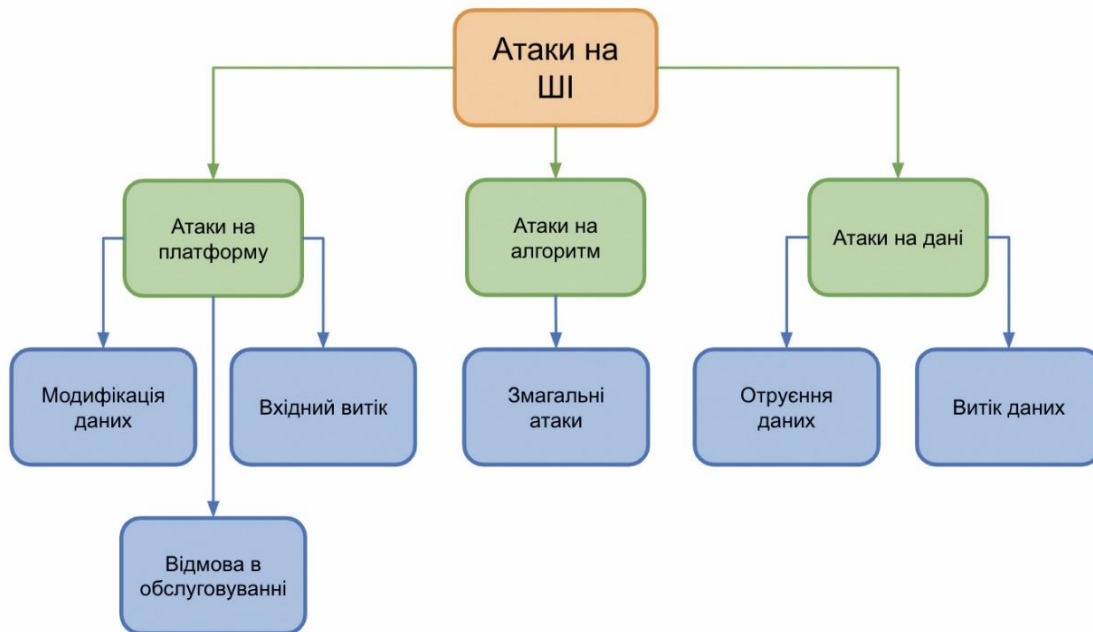 Атаки на
ШІ
Атаки на
платформу
Атаки на
алгоритм
Атаки на дані
Модифікація
даних
Вхідний витік
Змагальні
атаки
Отруєння
даних
Витік даних
Відмова в
обслуговуванні